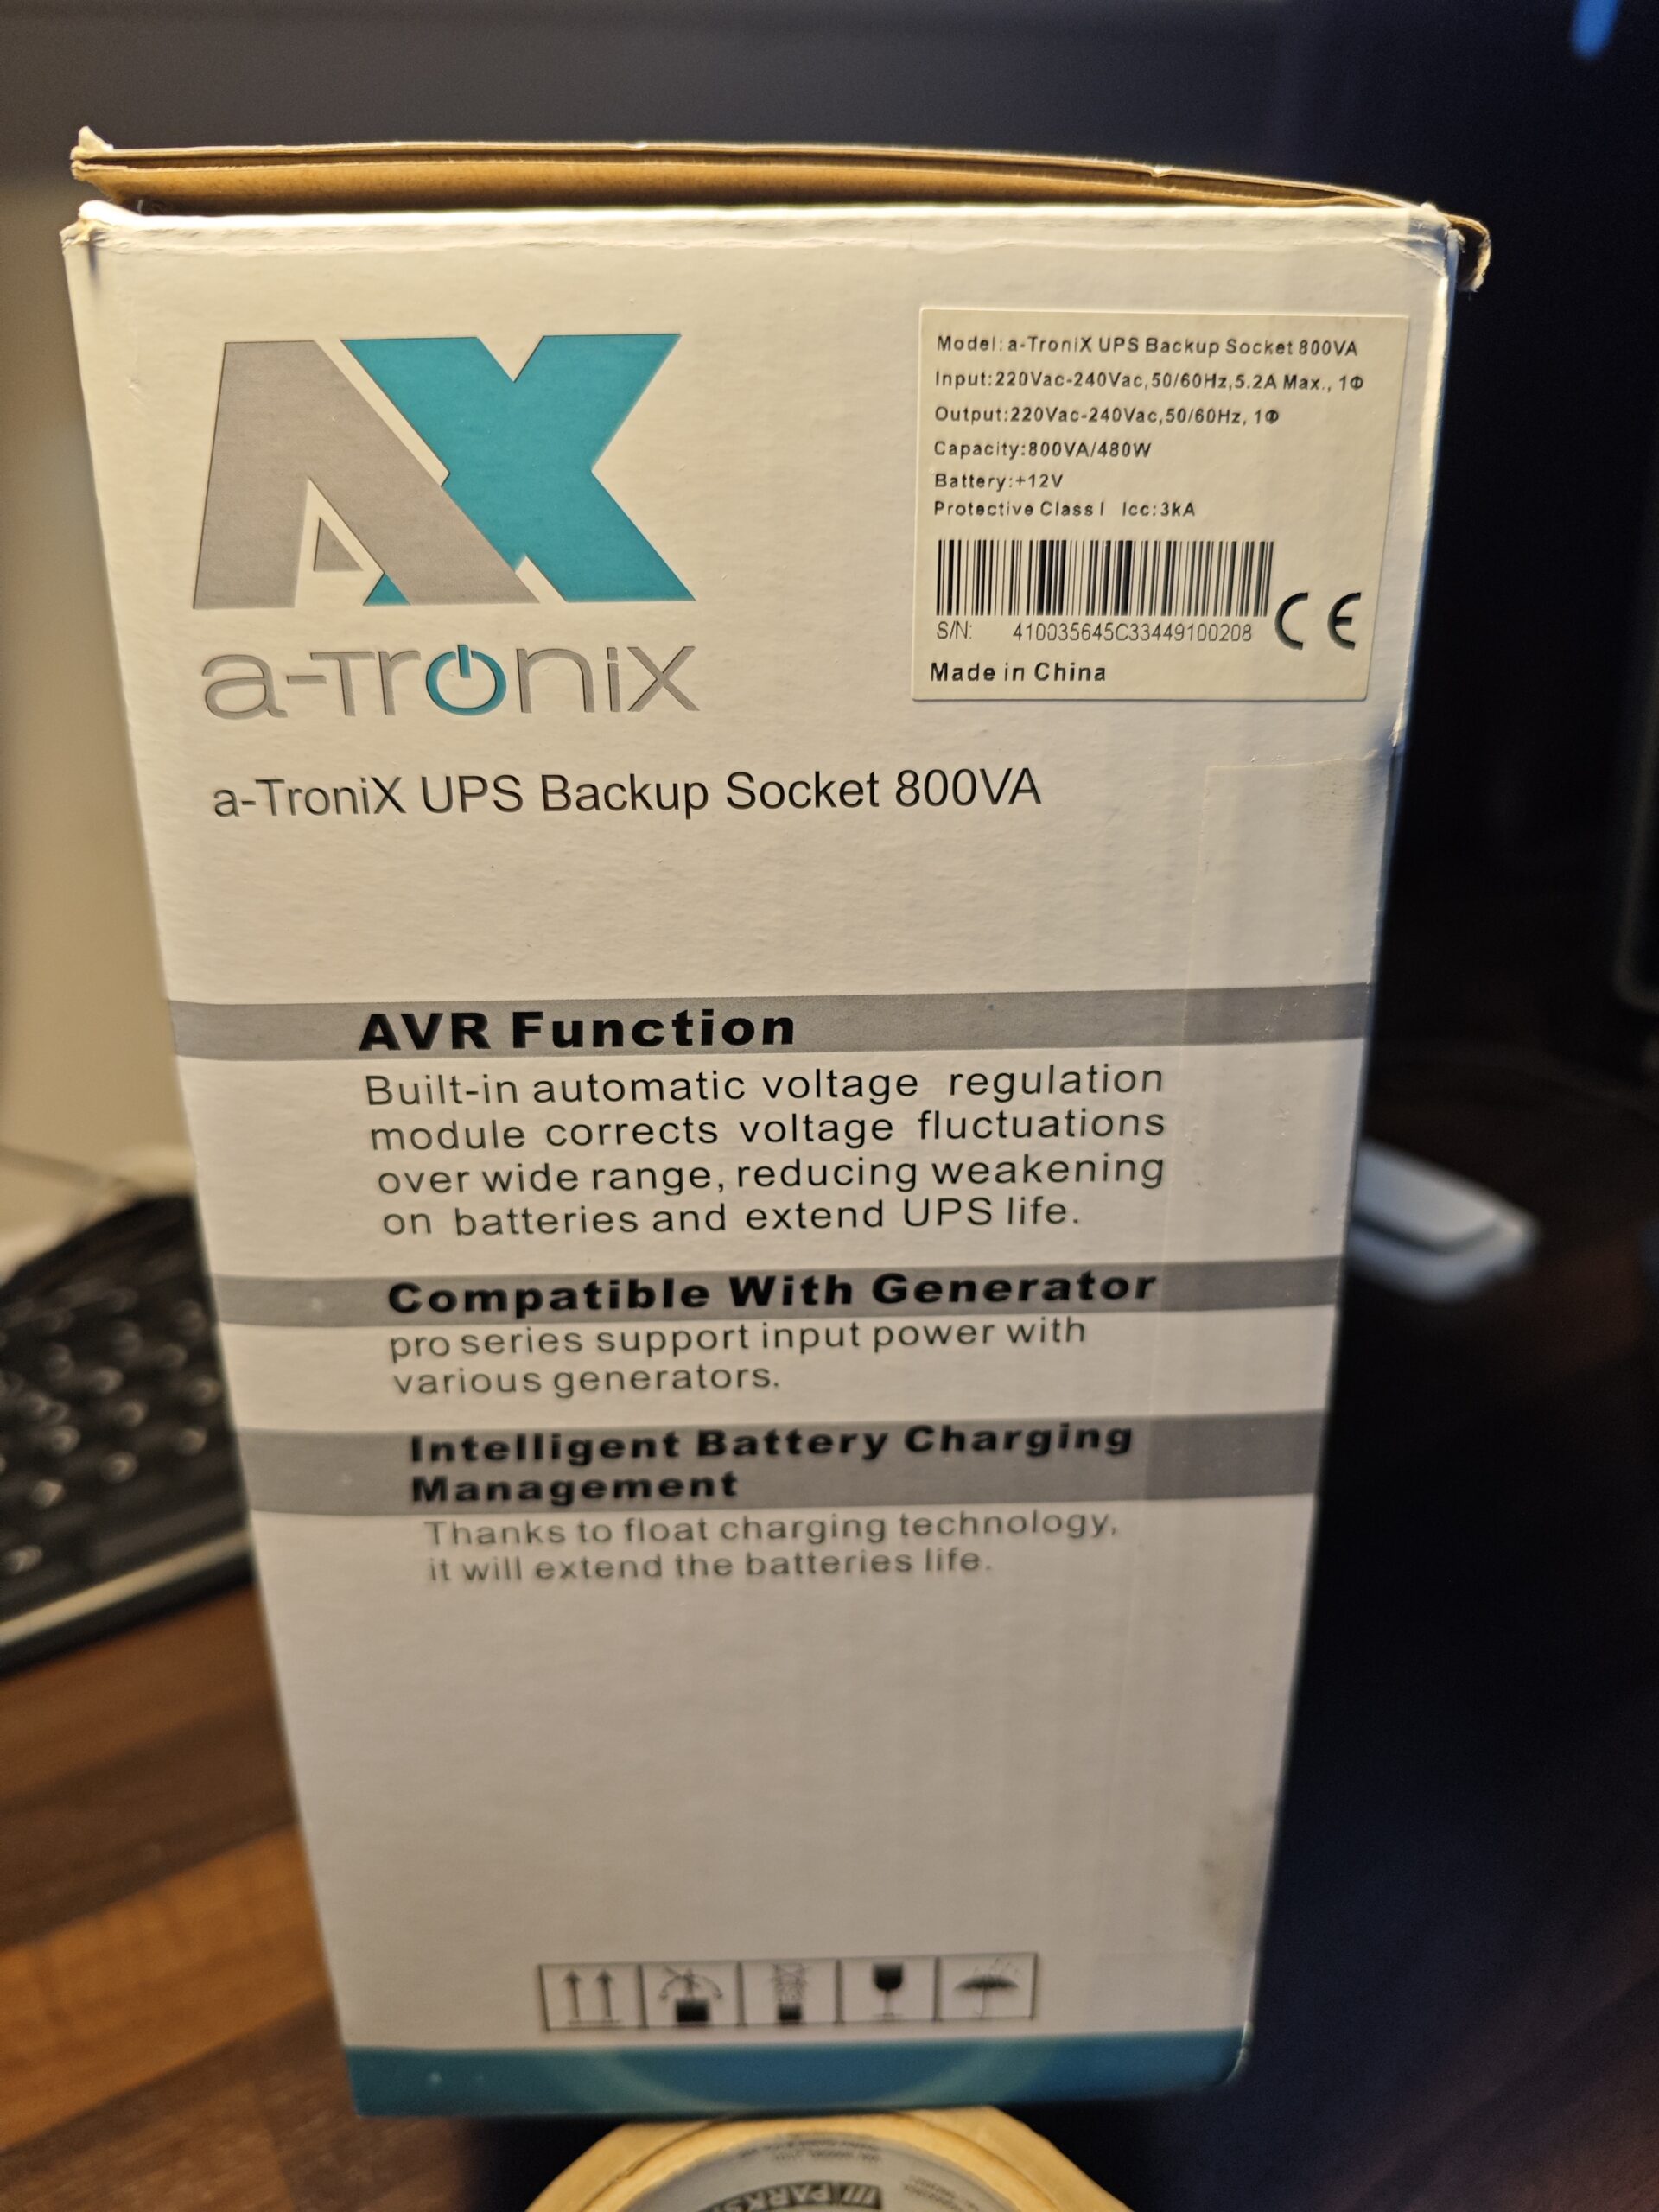 a-TroniX
a-TroniX UPS Backup Socket 800VA
Model: a-TroniX UPS Backup Socket 800VA
Input:220Vac-240Vac,50/60Hz,5.2A Max., 1Φ
Output:220Vac-240Vac,50/60Hz, 1Φ
Capacity:800VA/480W
Battery:+12V
Protective Class I Icc:3kA
S/N: 410035645C33449100208
CE
Made in China
AVR Function
Built-in automatic voltage regulation
module corrects voltage fluctuations
over wide range, reducing weakening
on batteries and extend UPS life.
Compatible With Generator
pro series support input power with
various generators.
Intelligent Battery Charging
Management
Thanks to float charging technology,
it will extend the batteries life.